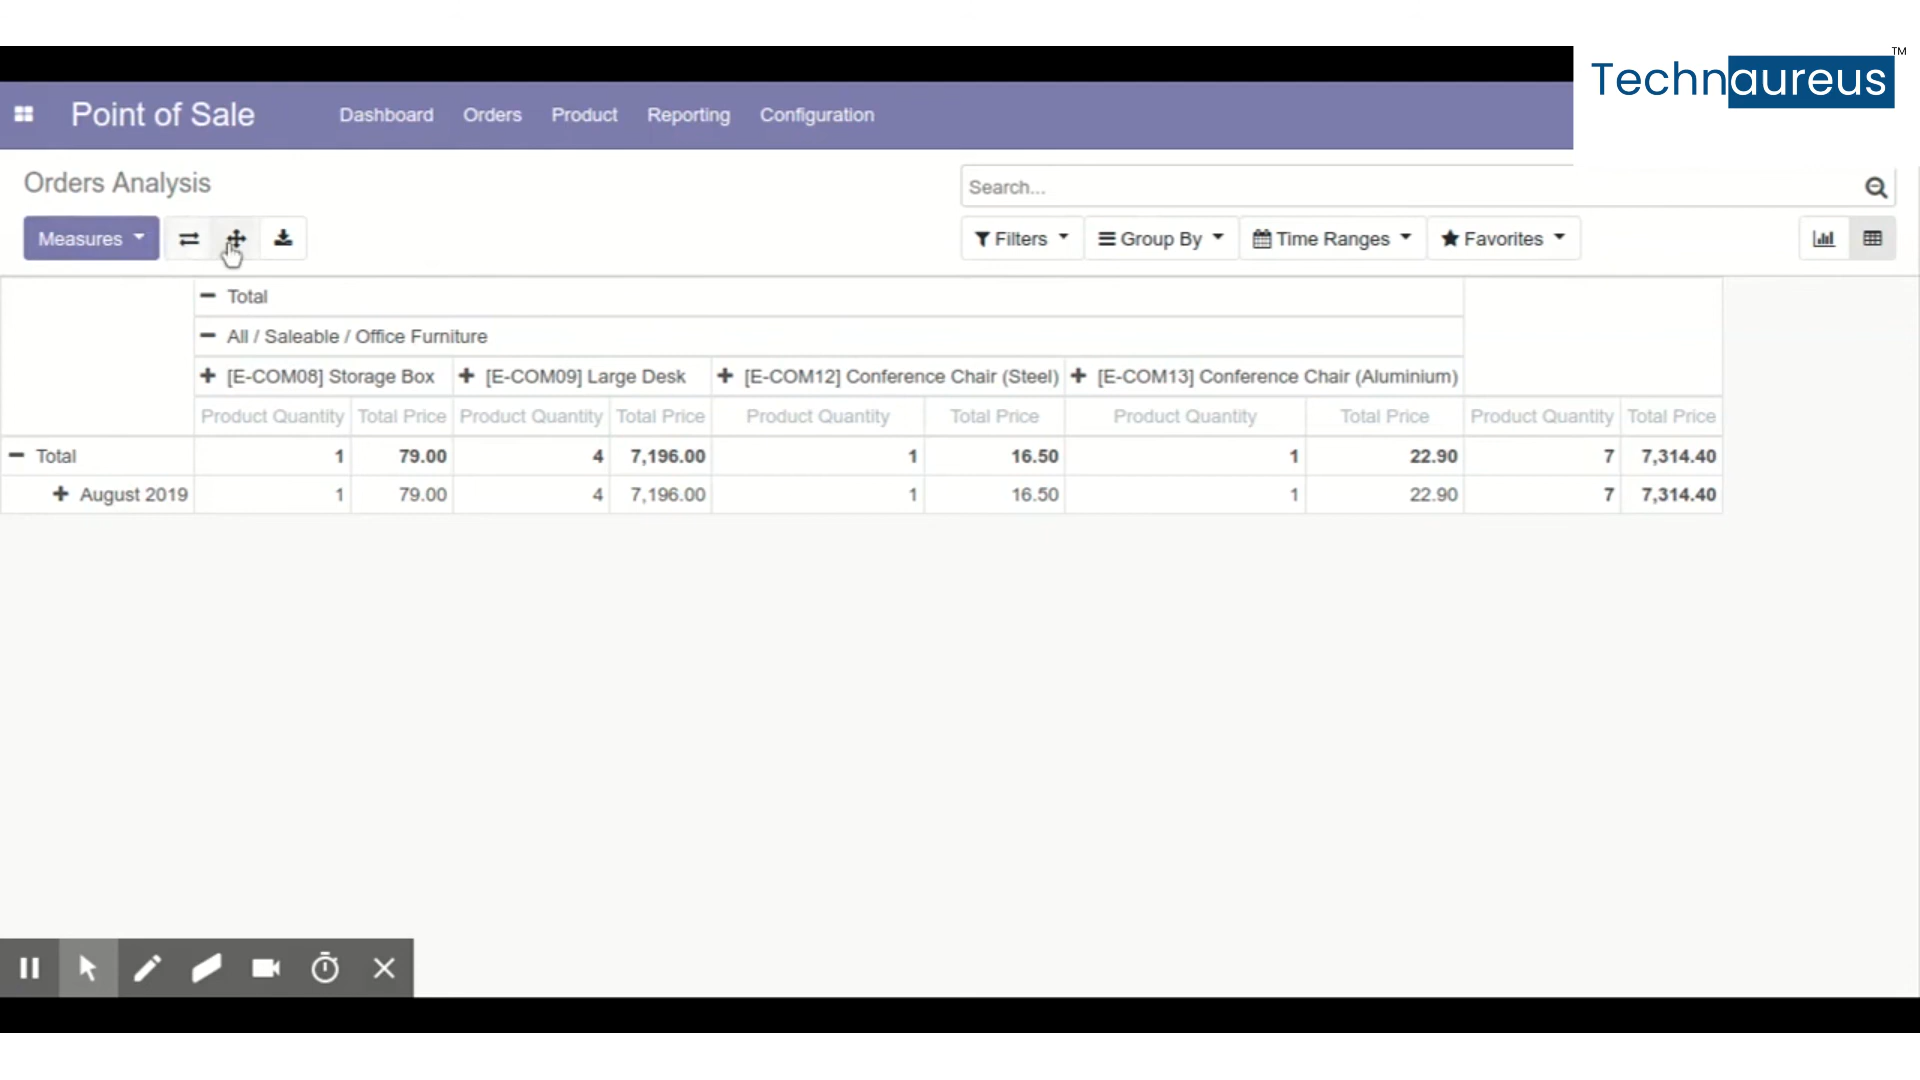 Technaureus™
Point of Sale Dashboard Orders Product Reporting Configuration
Orders Analysis
Search...
Measures Filters Group By Time Ranges Favorites
Total
All / Saleable / Office Furniture
[E-COM08] Storage Box [E-COM09] Large Desk [E-COM12] Conference Chair (Steel) [E-COM13] Conference Chair (Aluminium)
Product Quantity Total Price Product Quantity Total Price Product Quantity Total Price Product Quantity Total Price Product Quantity Total Price
Total 1 79.00 4 7,196.00 1 16.50 1 22.90 7 7,314.40
August 2019 1 79.00 4 7,196.00 1 16.50 1 22.90 7 7,314.40